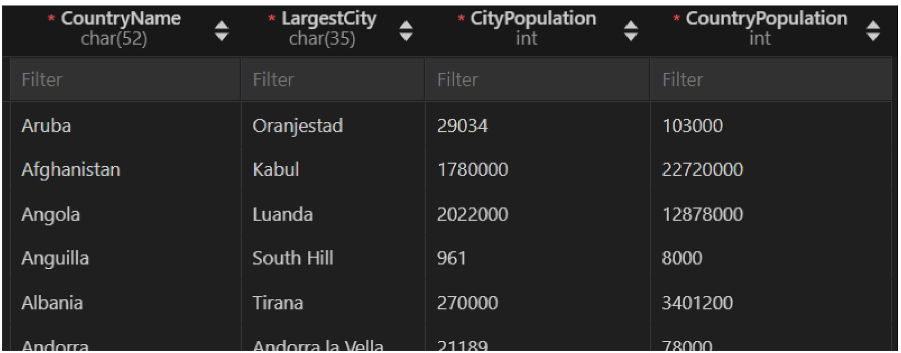 * CountryName * LargestCity * CityPopulation * CountryPopulation
char(52) char(35) int int
Filter Filter Filter Filter
Aruba Oranjestad 29034 103000
Afghanistan Kabul 1780000 22720000
Angola Luanda 2022000 12878000
Anguilla South Hill 961 8000
Albania Tirana 270000 3401200
Andorra Andorra la Vella 21189 78000